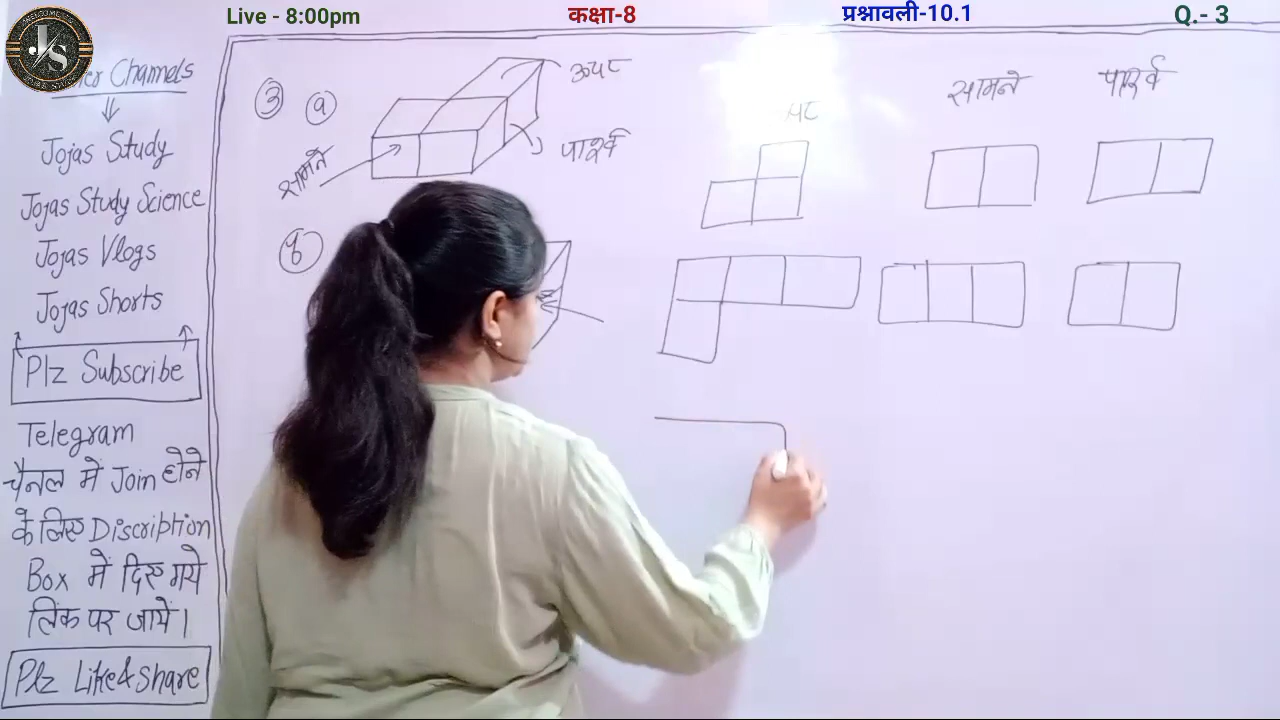 Live - 8:00pm
कक्षा-8
प्रश्नावली-10.1
Q.- 3
Channels
Jojas Study
Jojas Study Science
Jojas Vlogs
Jojas Shorts
Plz Subscribe
Telegram
चैनल में Join होने
के लिए Discription
Box में दिए गये
लिंक पर जायें।
Plz Like & Share
③ ⓐ
ऊपर
पार्श्व
सामने
सामने
पार्श्व